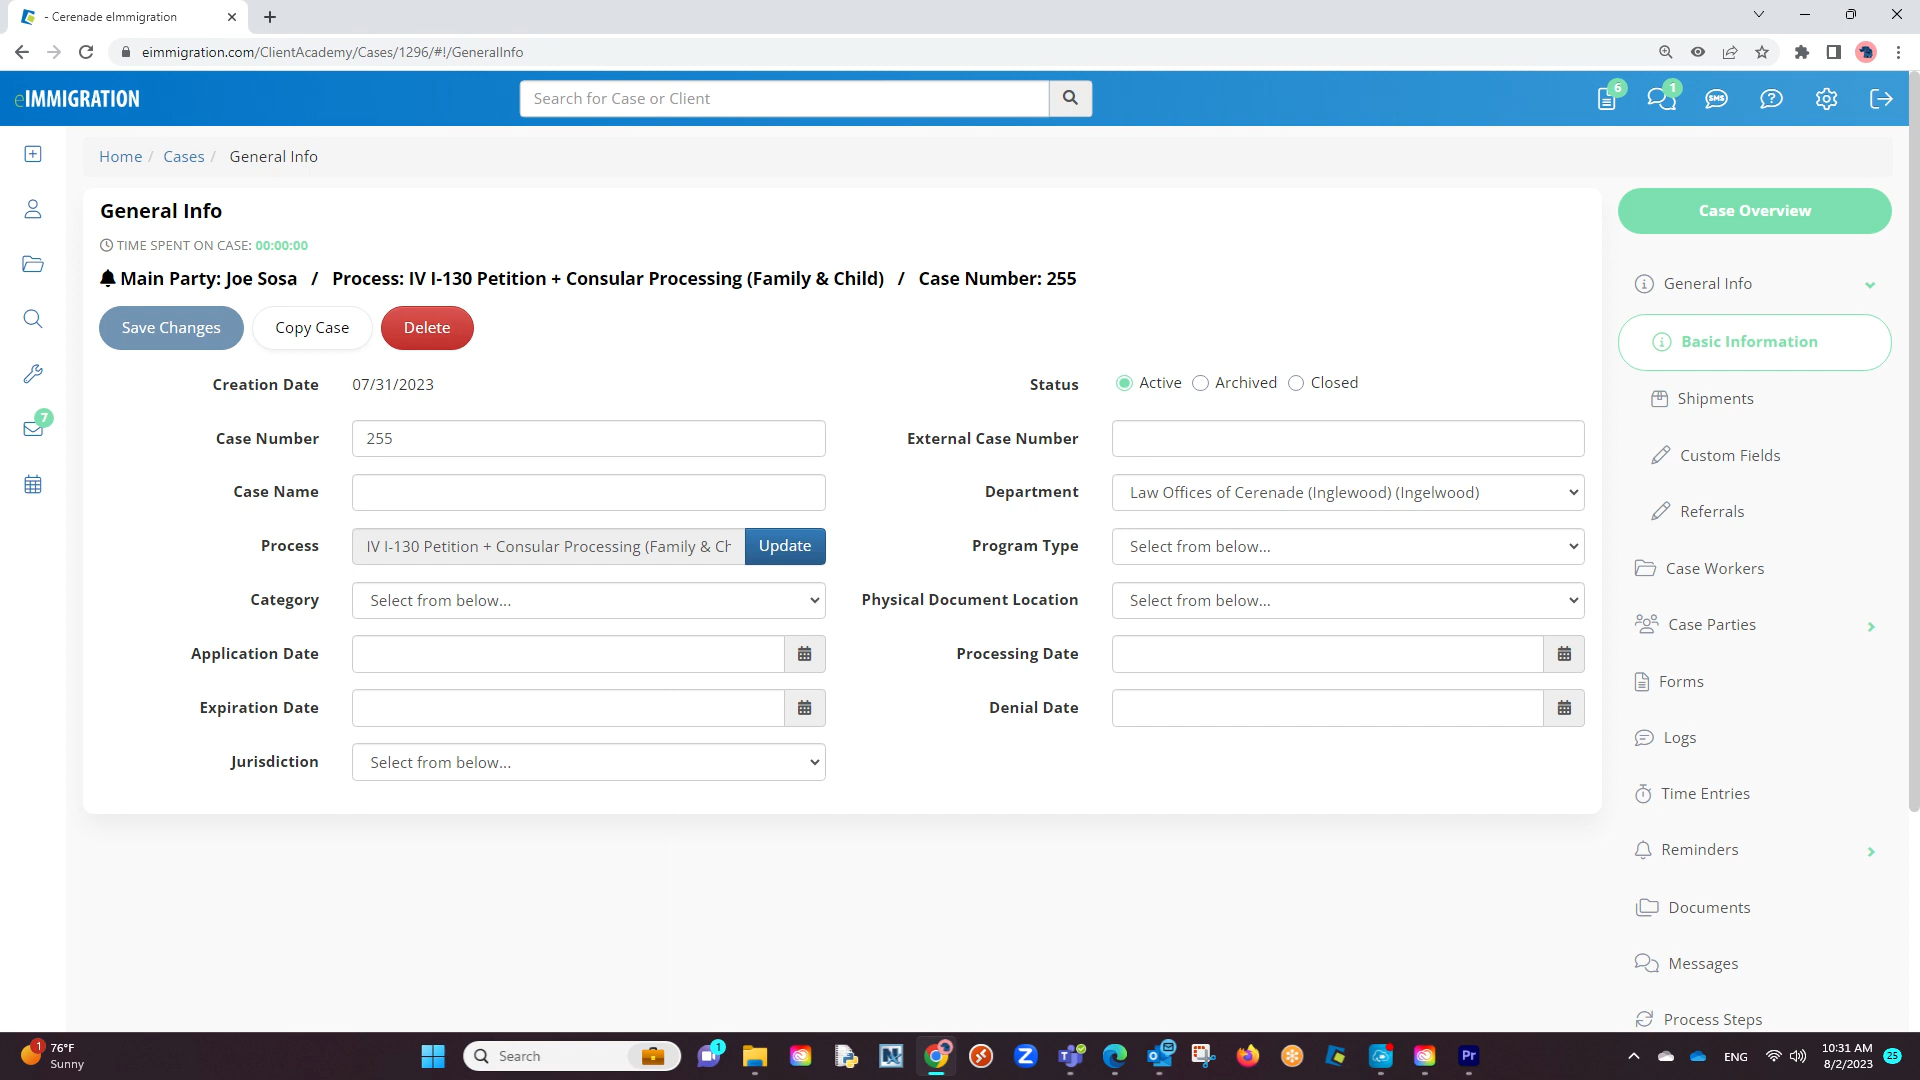 - Cerenade eImmigration
eimmigration.com/ClientAcademy/Cases/1296/#!/GeneralInfo
eIMMIGRATION
Search for Case or Client
6
1
SMS
Home / Cases / General Info
General Info
TIME SPENT ON CASE: 00:00:00
Main Party: Joe Sosa / Process: IV I-130 Petition + Consular Processing (Family & Child) / Case Number: 255
Save Changes
Copy Case
Delete
Creation Date 07/31/2023
Status Active Archived Closed
Case Number 255
External Case Number
Case Name
Department Law Offices of Cerenade (Inglewood) (Ingelwood)
Process IV I-130 Petition + Consular Processing (Family & Ch Update
Program Type Select from below...
Category Select from below...
Physical Document Location Select from below...
Application Date
Processing Date
Expiration Date
Denial Date
Jurisdiction Select from below...
7
Case Overview
General Info
Basic Information
Shipments
Custom Fields
Referrals
Case Workers
Case Parties
Forms
Logs
Time Entries
Reminders
Documents
Messages
Process Steps
1
76°F
Sunny
Search
1
Z
Pr
ENG
10:31 AM
8/2/2023
25